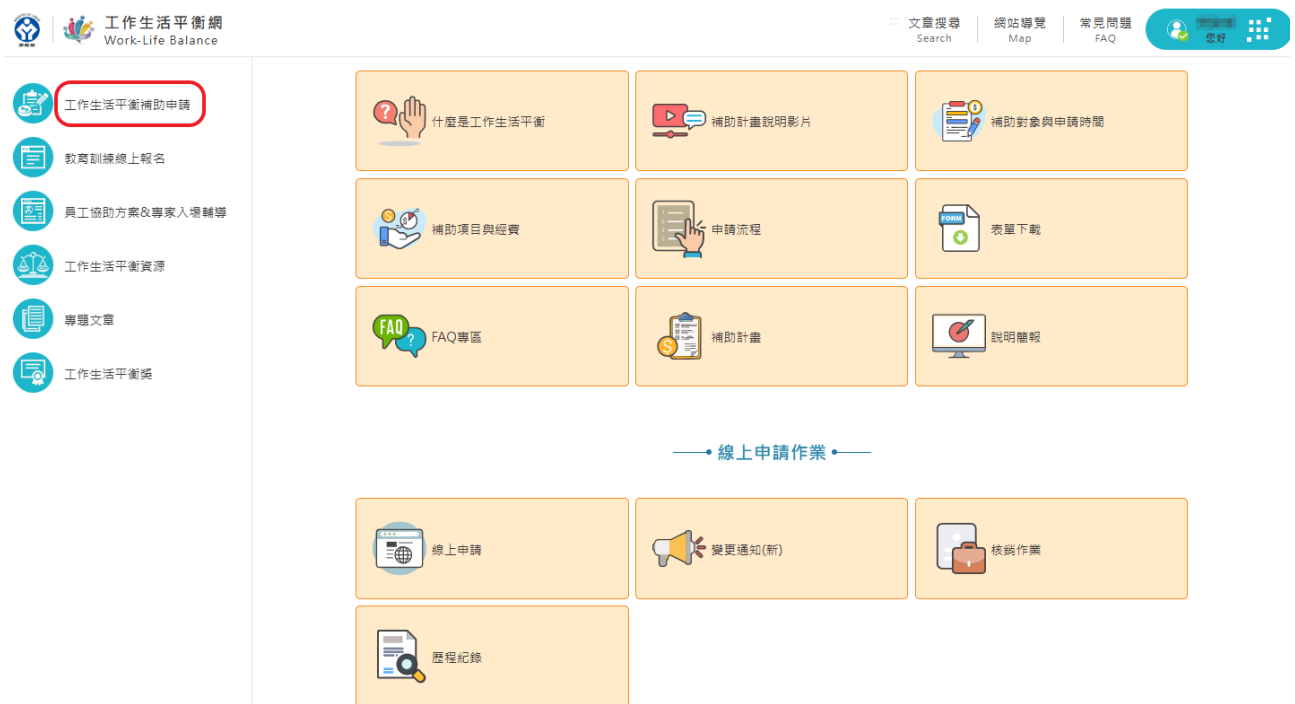 工作生活平衡網
Work-Life Balance
文章搜尋
Search
網站導覽
Map
常見問題
FAQ
您好
工作生活平衡補助申請
教育訓練線上報名
員工協助方案&專家入場輔導
工作生活平衡資源
專題文章
工作生活平衡獎
什麼是工作生活平衡
補助計畫說明影片
補助對象與申請時間
補助項目與經費
申請流程
FORM
表單下載
FAQ
?
FAQ專區
補助計畫
說明簡報
線上申請作業
線上申請
變更通知(新)
核銷作業
歷程紀錄